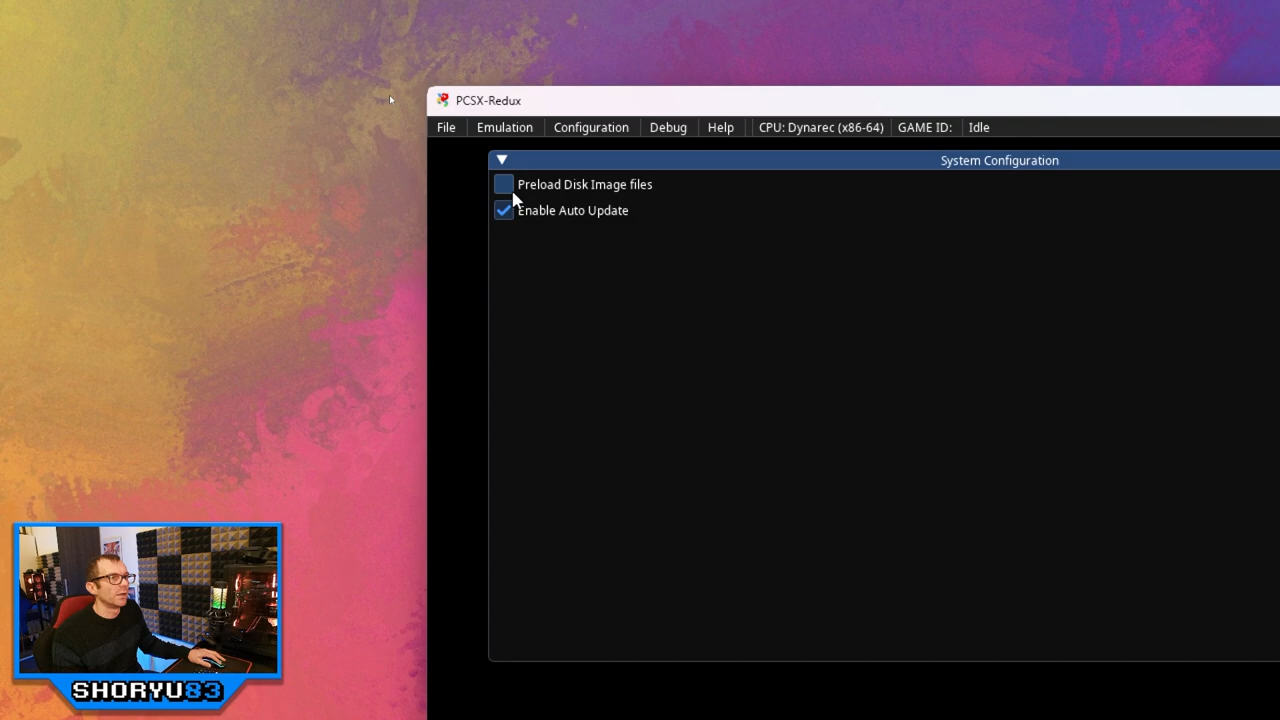 PCSX-Redux
File Emulation Configuration Debug Help CPU: Dynarec (x86-64) GAME ID: Idle
System Configuration
Preload Disk Image files
Enable Auto Update
SHORYU83